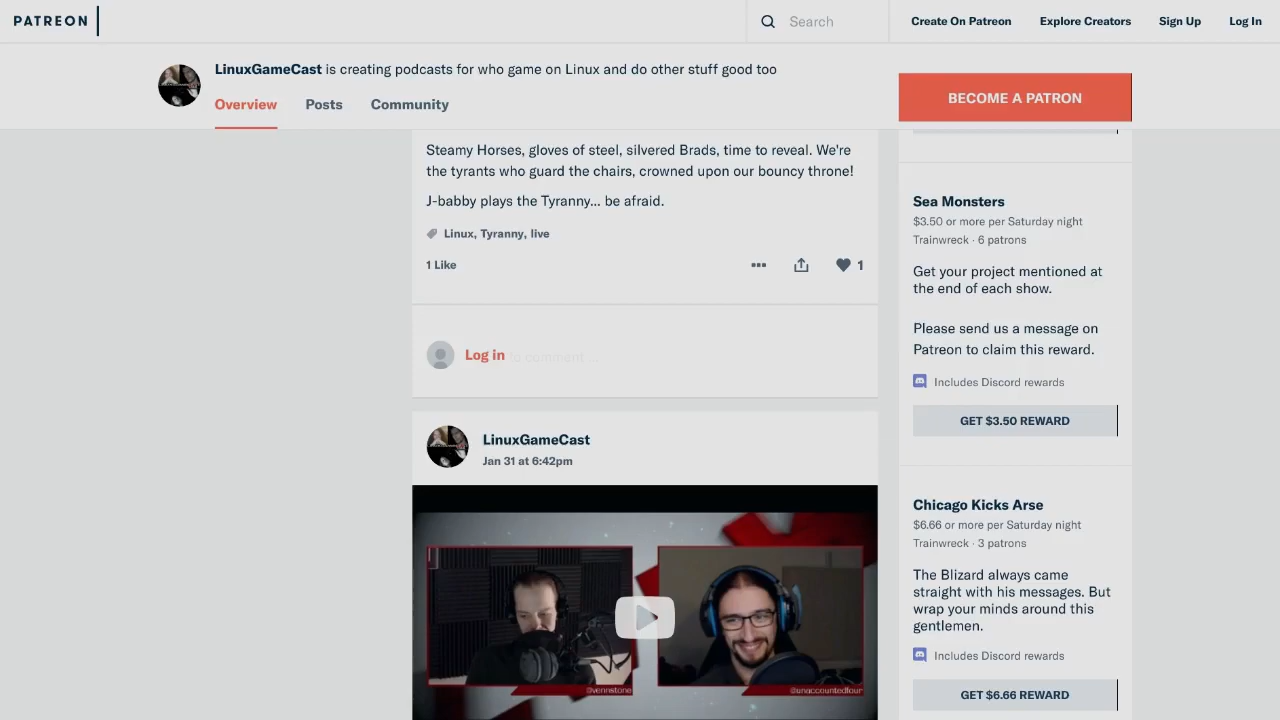 PATREON
Search
Create On Patreon
Explore Creators
Sign Up
Log In
LinuxGameCast is creating podcasts for who game on Linux and do other stuff good too
Overview
Posts
Community
BECOME A PATRON
Steamy Horses, gloves of steel, silvered Brads, time to reveal. We're
the tyrants who guard the chairs, crowned upon our bouncy throne!
J-babby plays the Tyranny... be afraid.
Linux, Tyranny, live
1 Like
1
Log in to comment...
LinuxGameCast
Jan 31 at 6:42pm
@vennstone
@unaccountedfour
Sea Monsters
$3.50 or more per Saturday night
Trainwreck · 6 patrons
Get your project mentioned at
the end of each show.
Please send us a message on
Patreon to claim this reward.
Includes Discord rewards
GET $3.50 REWARD
Chicago Kicks Arse
$6.66 or more per Saturday night
Trainwreck · 3 patrons
The Blizard always came
straight with his messages. But
wrap your minds around this
gentlemen.
Includes Discord rewards
GET $6.66 REWARD